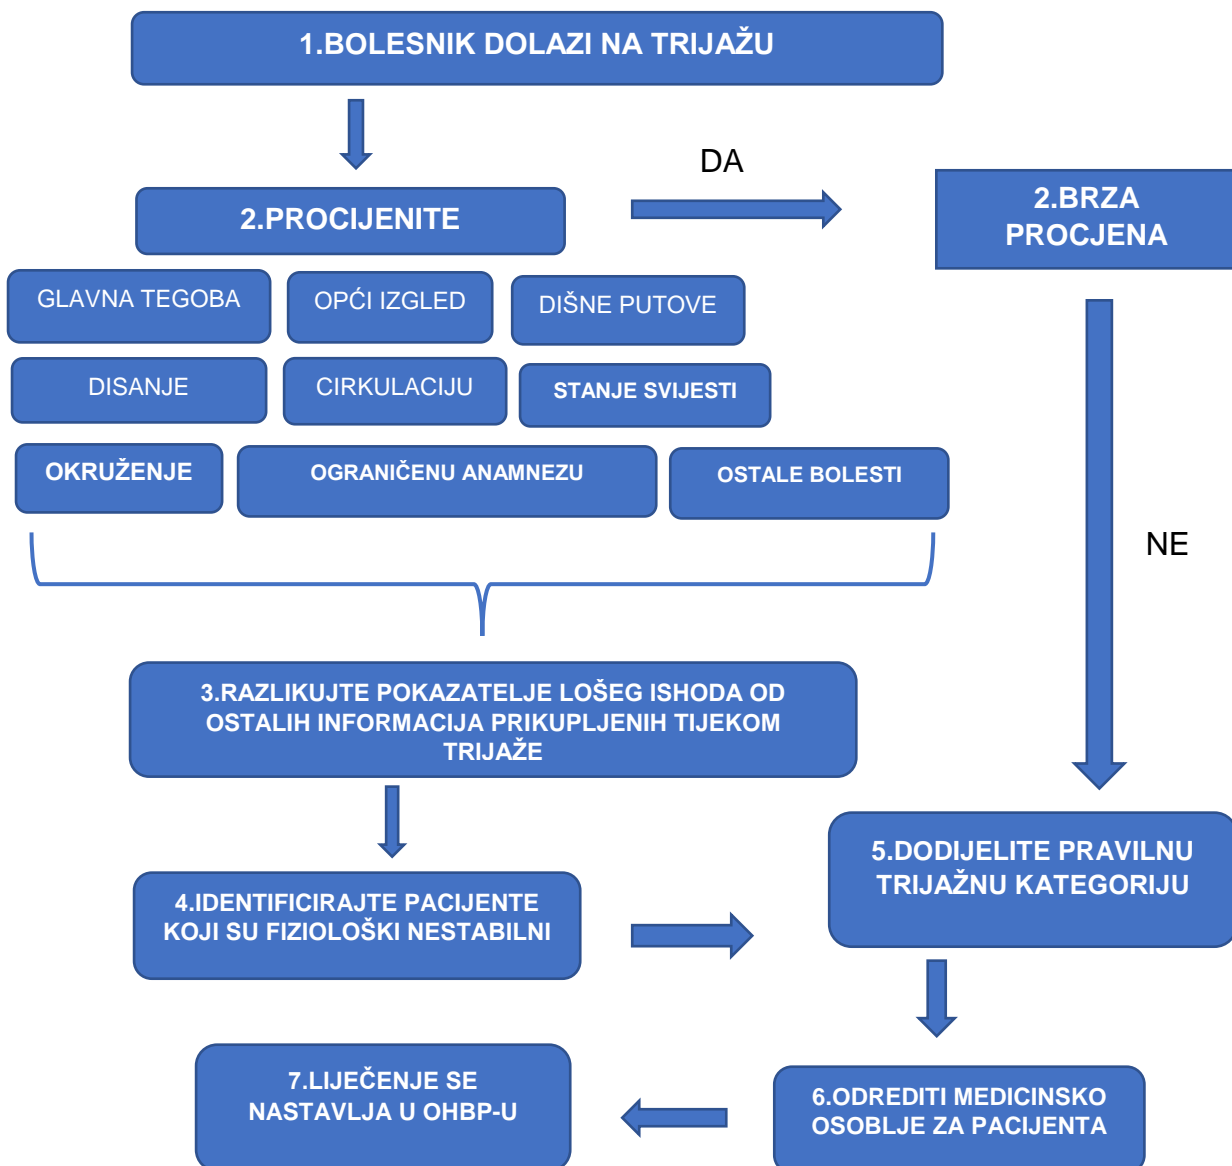 1.BOLESNIK DOLAZI NA TRIJAŽU
DA
2.PROCIJENITE
2.BRZA
PROCJENA
GLAVNA TEGOBA
OPĆI IZGLED
DIŠNE PUTOVE
DISANJE
CIRKULACIJU
STANJE SVIJESTI
OKRUŽENJE
OGRANIČENU ANAMNEZU
OSTALE BOLESTI
NE
3.RAZLIKUJTE POKAZATELJE LOŠEG ISHODA OD
OSTALIH INFORMACIJA PRIKUPLJENIH TIJEKOM
TRIJAŽE
4.IDENTIFICIRAJTE PACIJENTE
KOJI SU FIZIOLOŠKI NESTABILNI
5.DODIJELITE PRAVILNU
TRIJAŽNU KATEGORIJU
6.ODREDITI MEDICINSKO
OSOBLJE ZA PACIJENTA
7.LIJEČENJE SE
NASTAVLJA U OHBP-U